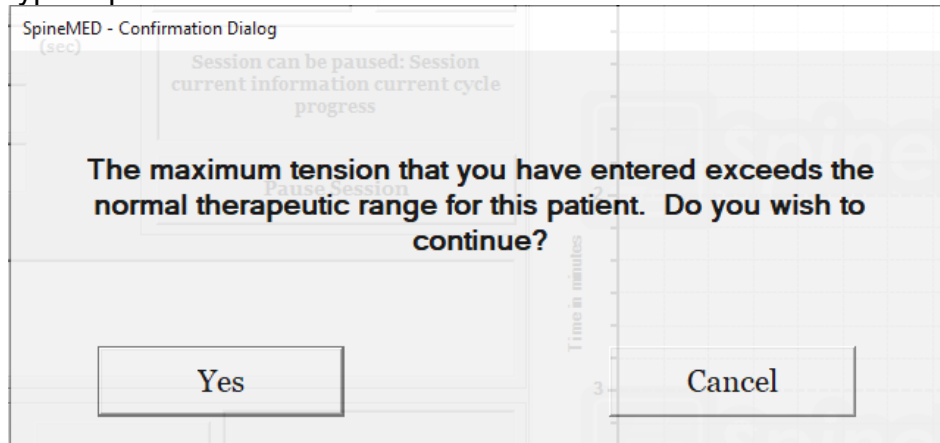 SpineMED - Confirmation Dialog
(sec)
Session can be paused: Session
current information current cycle
progress
The maximum tension that you have entered exceeds the
Pause Session
2
normal therapeutic range for this patient.  Do you wish to
continue?
Time in minutes
Yes
Cancel
3